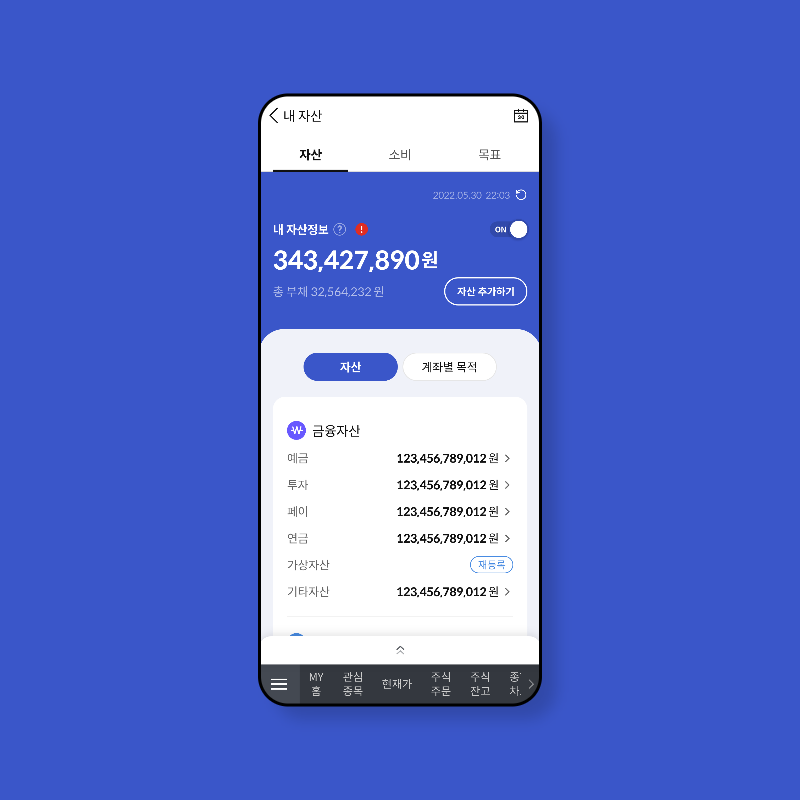 내 자산
30
자산 소비 목표
2022.05.30 22:03
내 자산정보 ? ! ON
343,427,890원
총 부채 32,564,232 원 자산 추가하기
자산 계좌별 목적
금융자산
예금 123,456,789,012 원
투자 123,456,789,012 원
페이 123,456,789,012 원
연금 123,456,789,012 원
가상자산 재등록
기타자산 123,456,789,012 원
MY 홈
관심 종목
현재가
주식 주문
주식 잔고